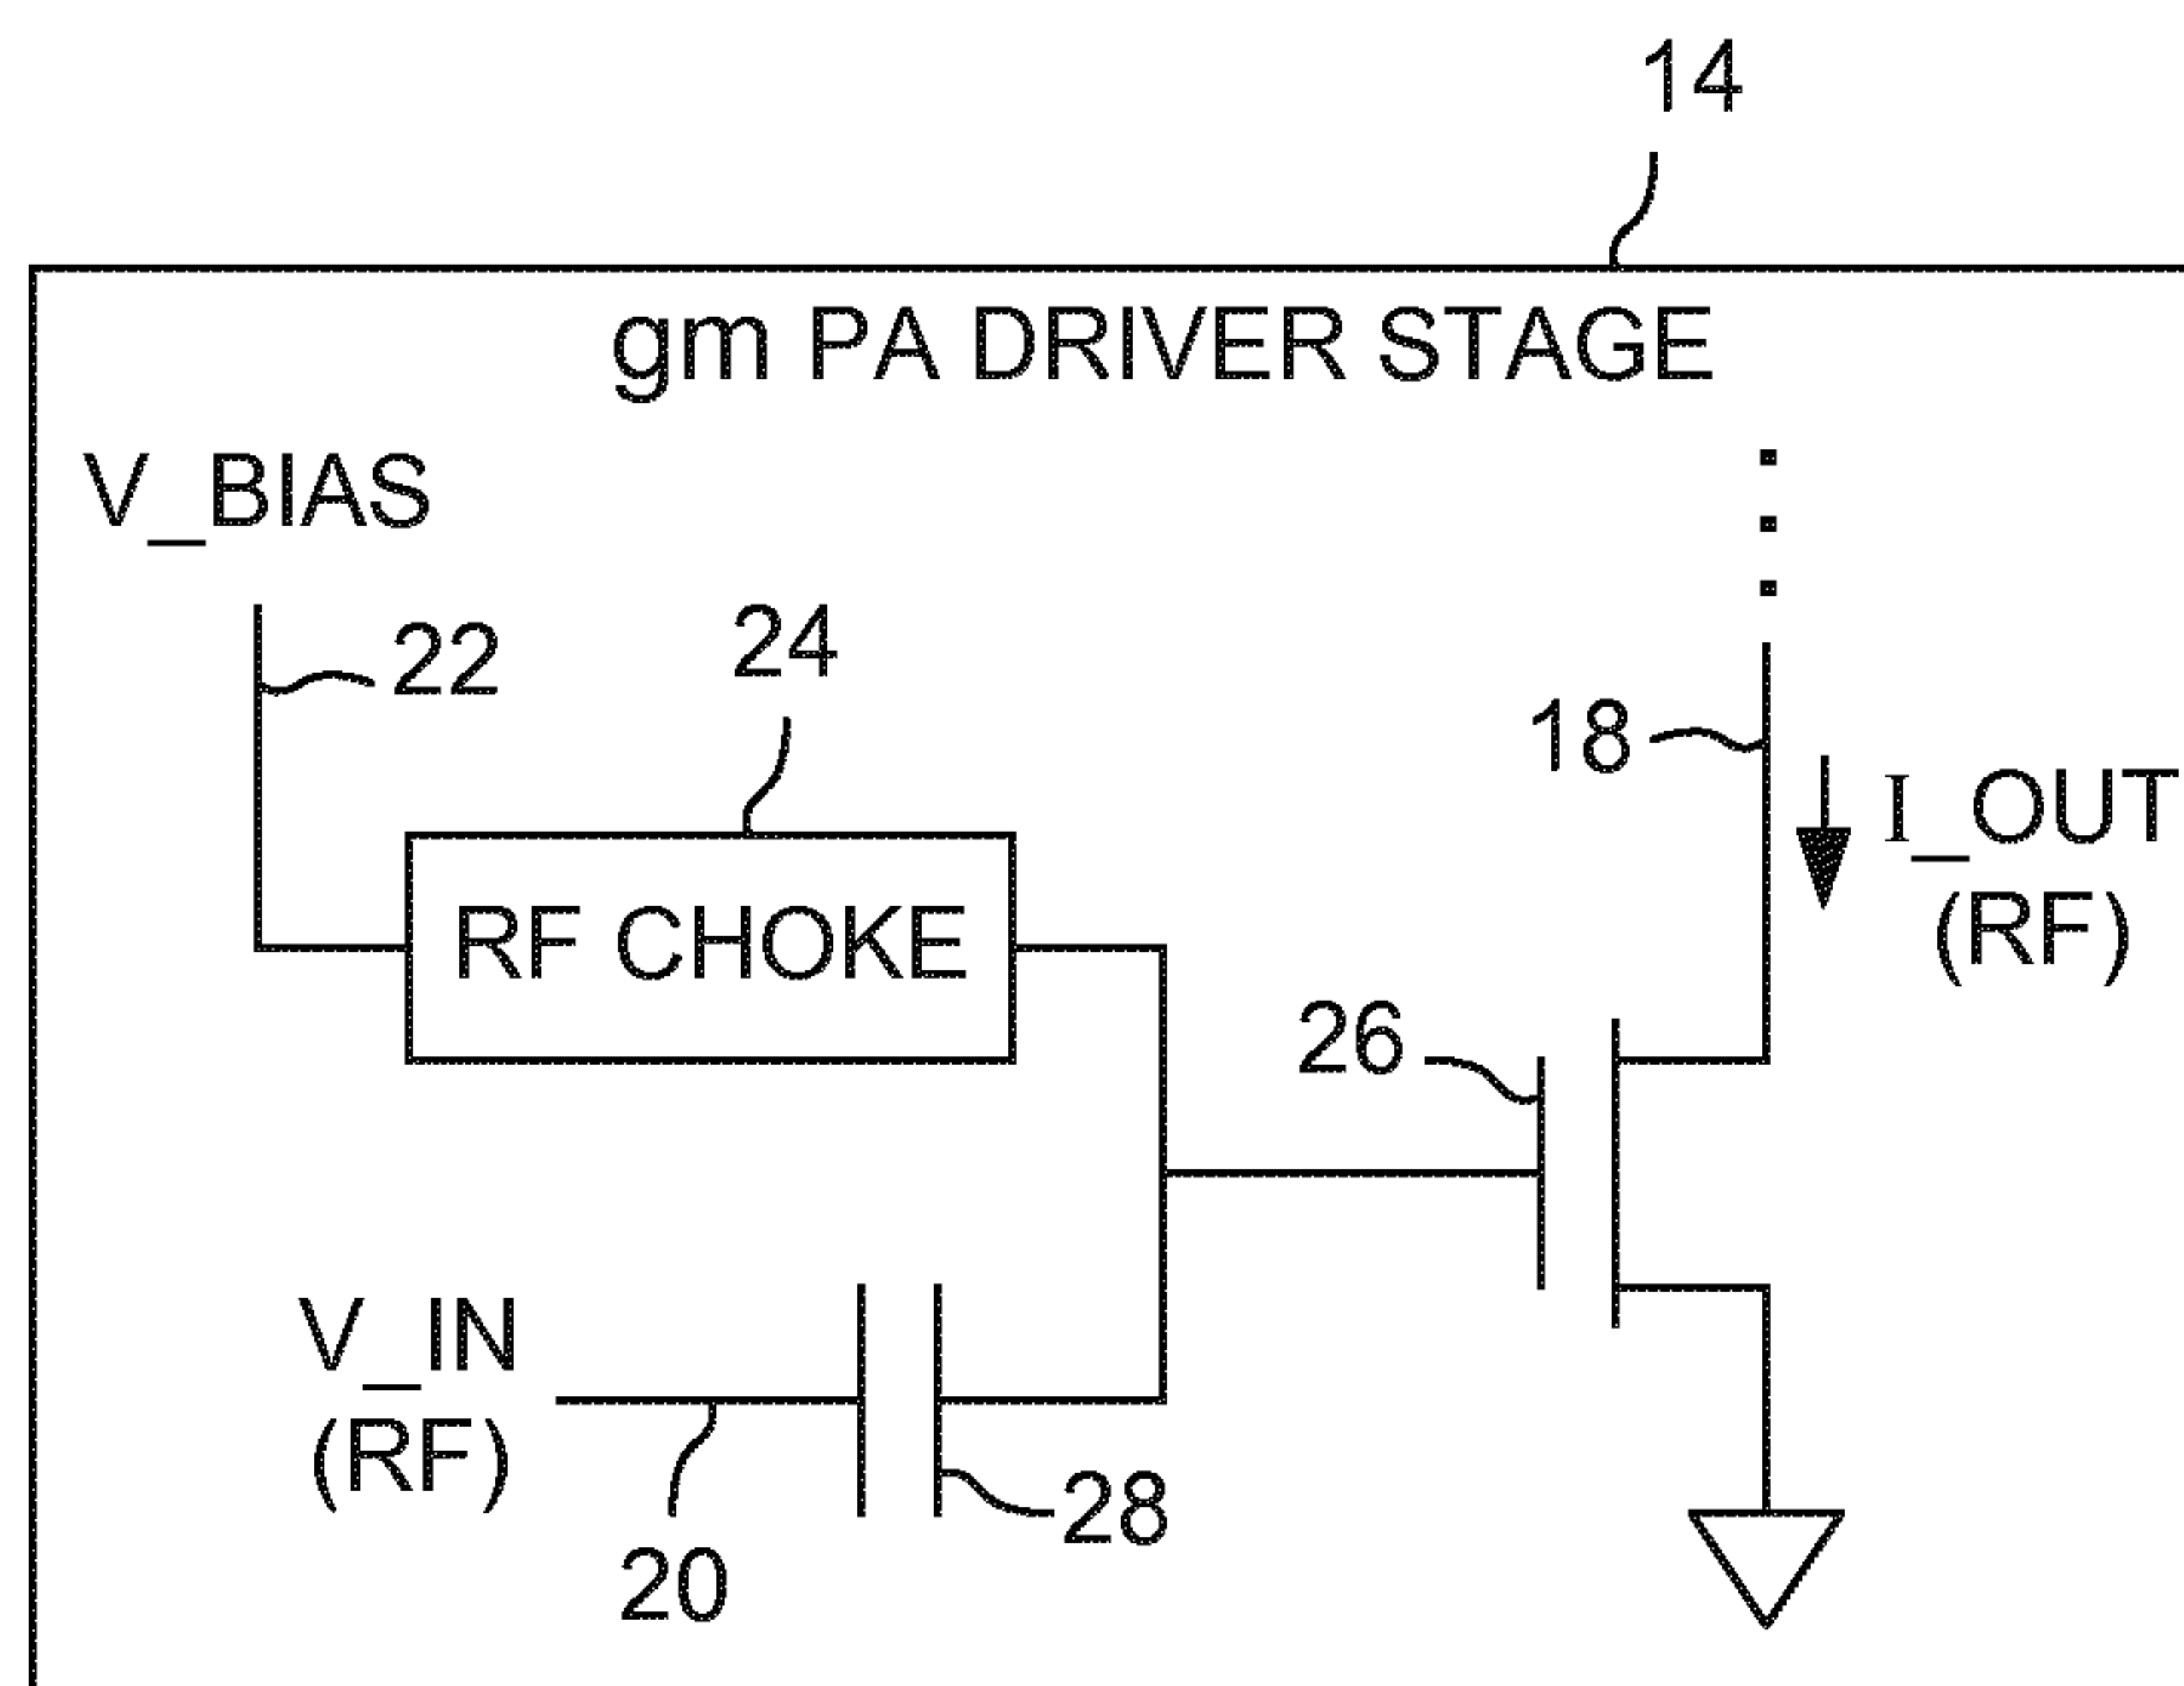 14
gm PA DRIVER STAGE
V_BIAS
22
24
18
I_OUT
(RF)
RF CHOKE
26
V_IN
(RF)
28
20